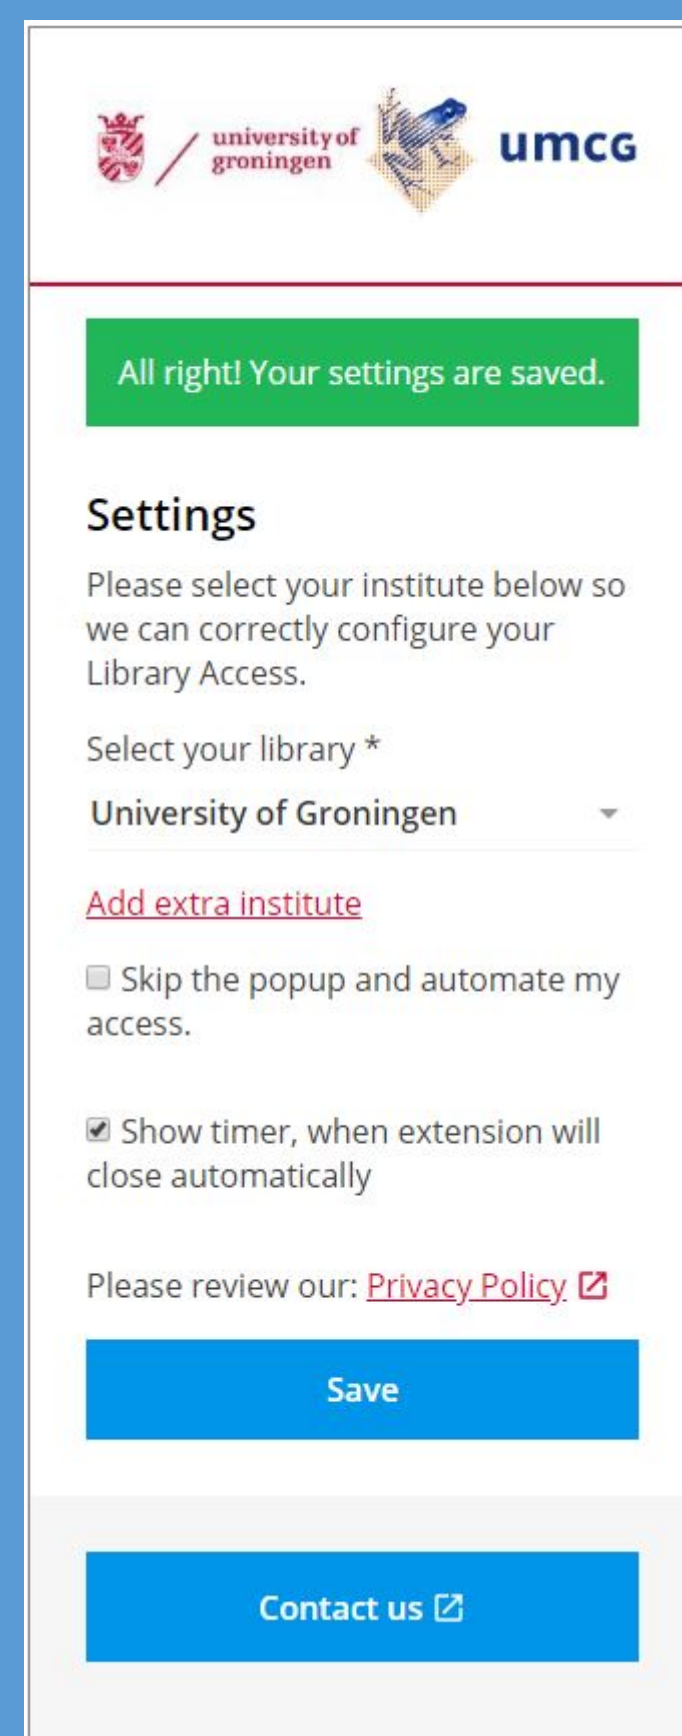 university of
groningen
umcg
All right! Your settings are saved.
Settings
Please select your institute below so
we can correctly configure your
Library Access.
Select your library *
University of Groningen
Add extra institute
Skip the popup and automate my
access.
Show timer, when extension will
close automatically
Please review our: Privacy Policy
Save
Contact us